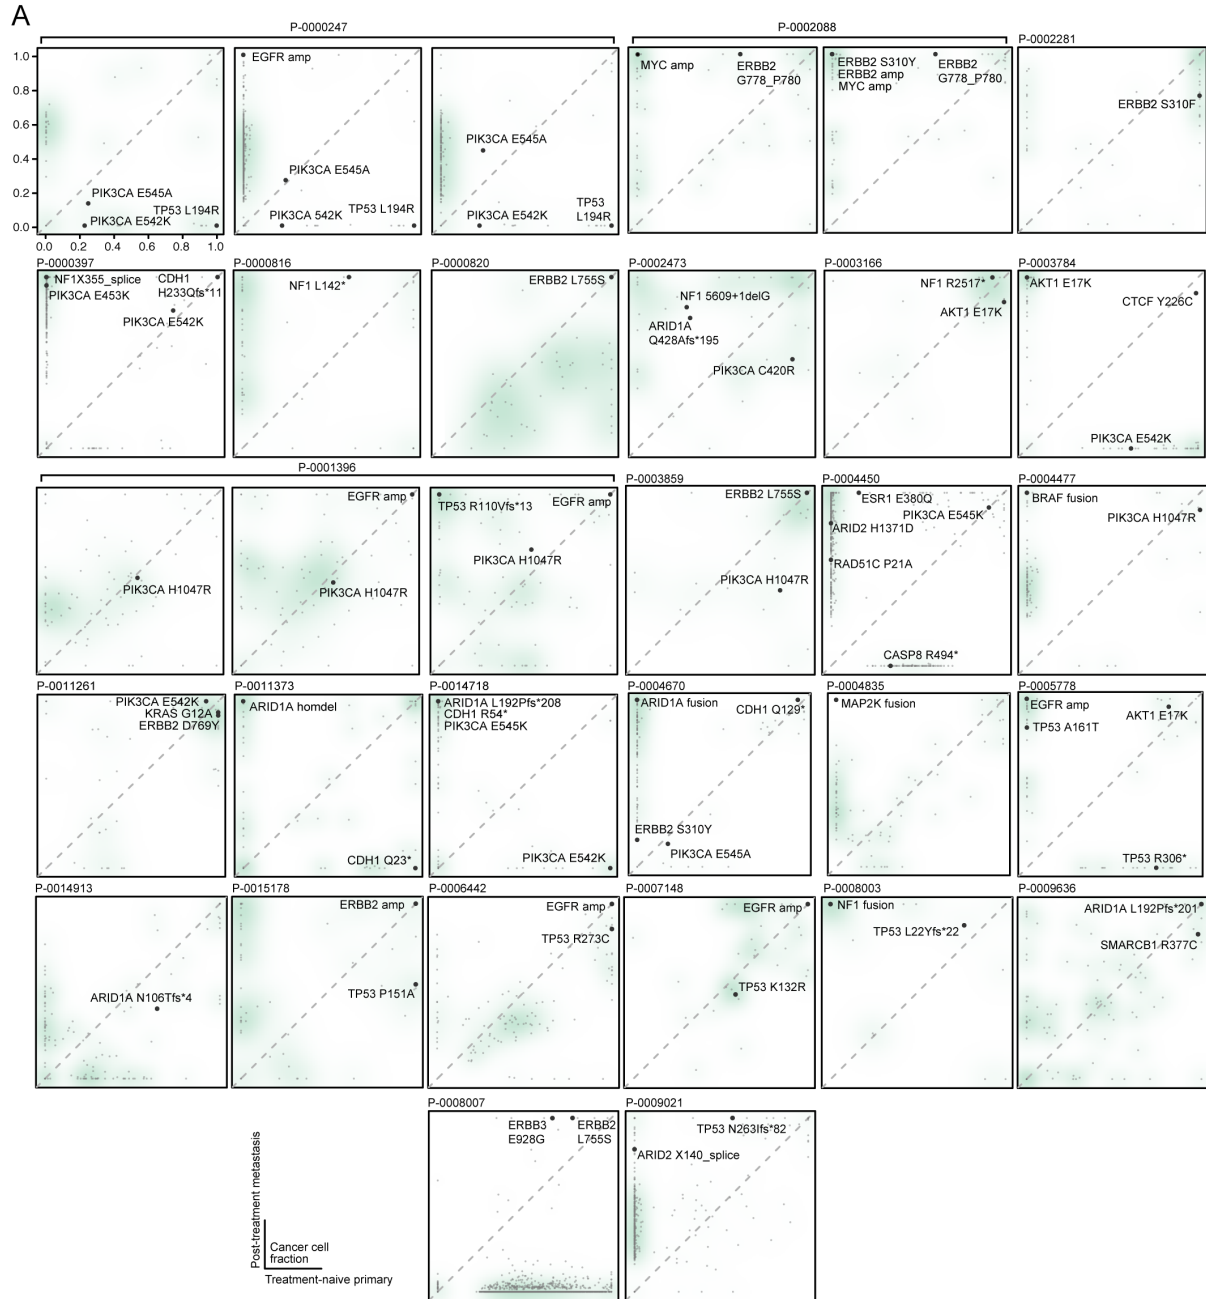 A
P-0000247
P-0002088
P-0002281
1.0
0.8
0.6
0.4
0.2
0.0
0.0
0.2
0.4
0.6
0.8
1.0
PIK3CA E545A
TP53 L194R
PIK3CA E542K
EGFR amp
PIK3CA E545A
TP53 L194R
PIK3CA 542K
PIK3CA E545A
TP53
L194R
PIK3CA E542K
MYC amp
ERBB2
G778_P780
ERBB2 S310Y
ERBB2 amp
MYC amp
ERBB2
G778_P780
ERBB2 S310F
P-0000397
P-0000816
P-0000820
P-0002473
P-0003166
P-0003784
NF1X355_splice
PIK3CA E453K
CDH1
H233Qfs*11
PIK3CA E542K
NF1 L142*
ERBB2 L755S
NF1 5609+1delG
ARID1A
Q428Afs*195
PIK3CA C420R
NF1 R2517*
AKT1 E17K
AKT1 E17K
CTCF Y226C
PIK3CA E542K
P-0001396
P-0003859
P-0004450
P-0004477
PIK3CA H1047R
EGFR amp
PIK3CA H1047R
TP53 R110Vfs*13
EGFR amp
PIK3CA H1047R
ERBB2 L755S
PIK3CA H1047R
ESR1 E380Q
PIK3CA E545K
ARID2 H1371D
RAD51C P21A
CASP8 R494*
BRAF fusion
PIK3CA H1047R
P-0011261
P-0011373
P-0014718
P-0004670
P-0004835
P-0005778
PIK3CA E542K
KRAS G12A
ERBB2 D769Y
ARID1A homdel
CDH1 Q23*
ARID1A L192PFs*208
CDH1 R54*
PIK3CA E545K
PIK3CA E542K
ARID1A fusion
CDH1 Q129*
ERBB2 S310Y
PIK3CA E545A
MAP2K fusion
EGFR amp
AKT1 E17K
TP53 A161T
TP53 R306*
P-0014913
P-0015178
P-0006442
P-0007148
P-0008003
P-0009636
ARID1A N106Tfs*4
ERBB2 amp
TP53 P151A
EGFR amp
TP53 R273C
EGFR amp
TP53 K132R
NF1 fusion
TP53 L22Yfs*22
ARID1A L192Pfs*201
SMARCB1 R377C
P-0008007
P-0009021
ERBB3
E928G
ERBB2
L755S
TP53 N263Ifs*82
ARID2 X140_splice
Post-treatment metastasis
Cancer cell
fraction
Treatment-naive primary